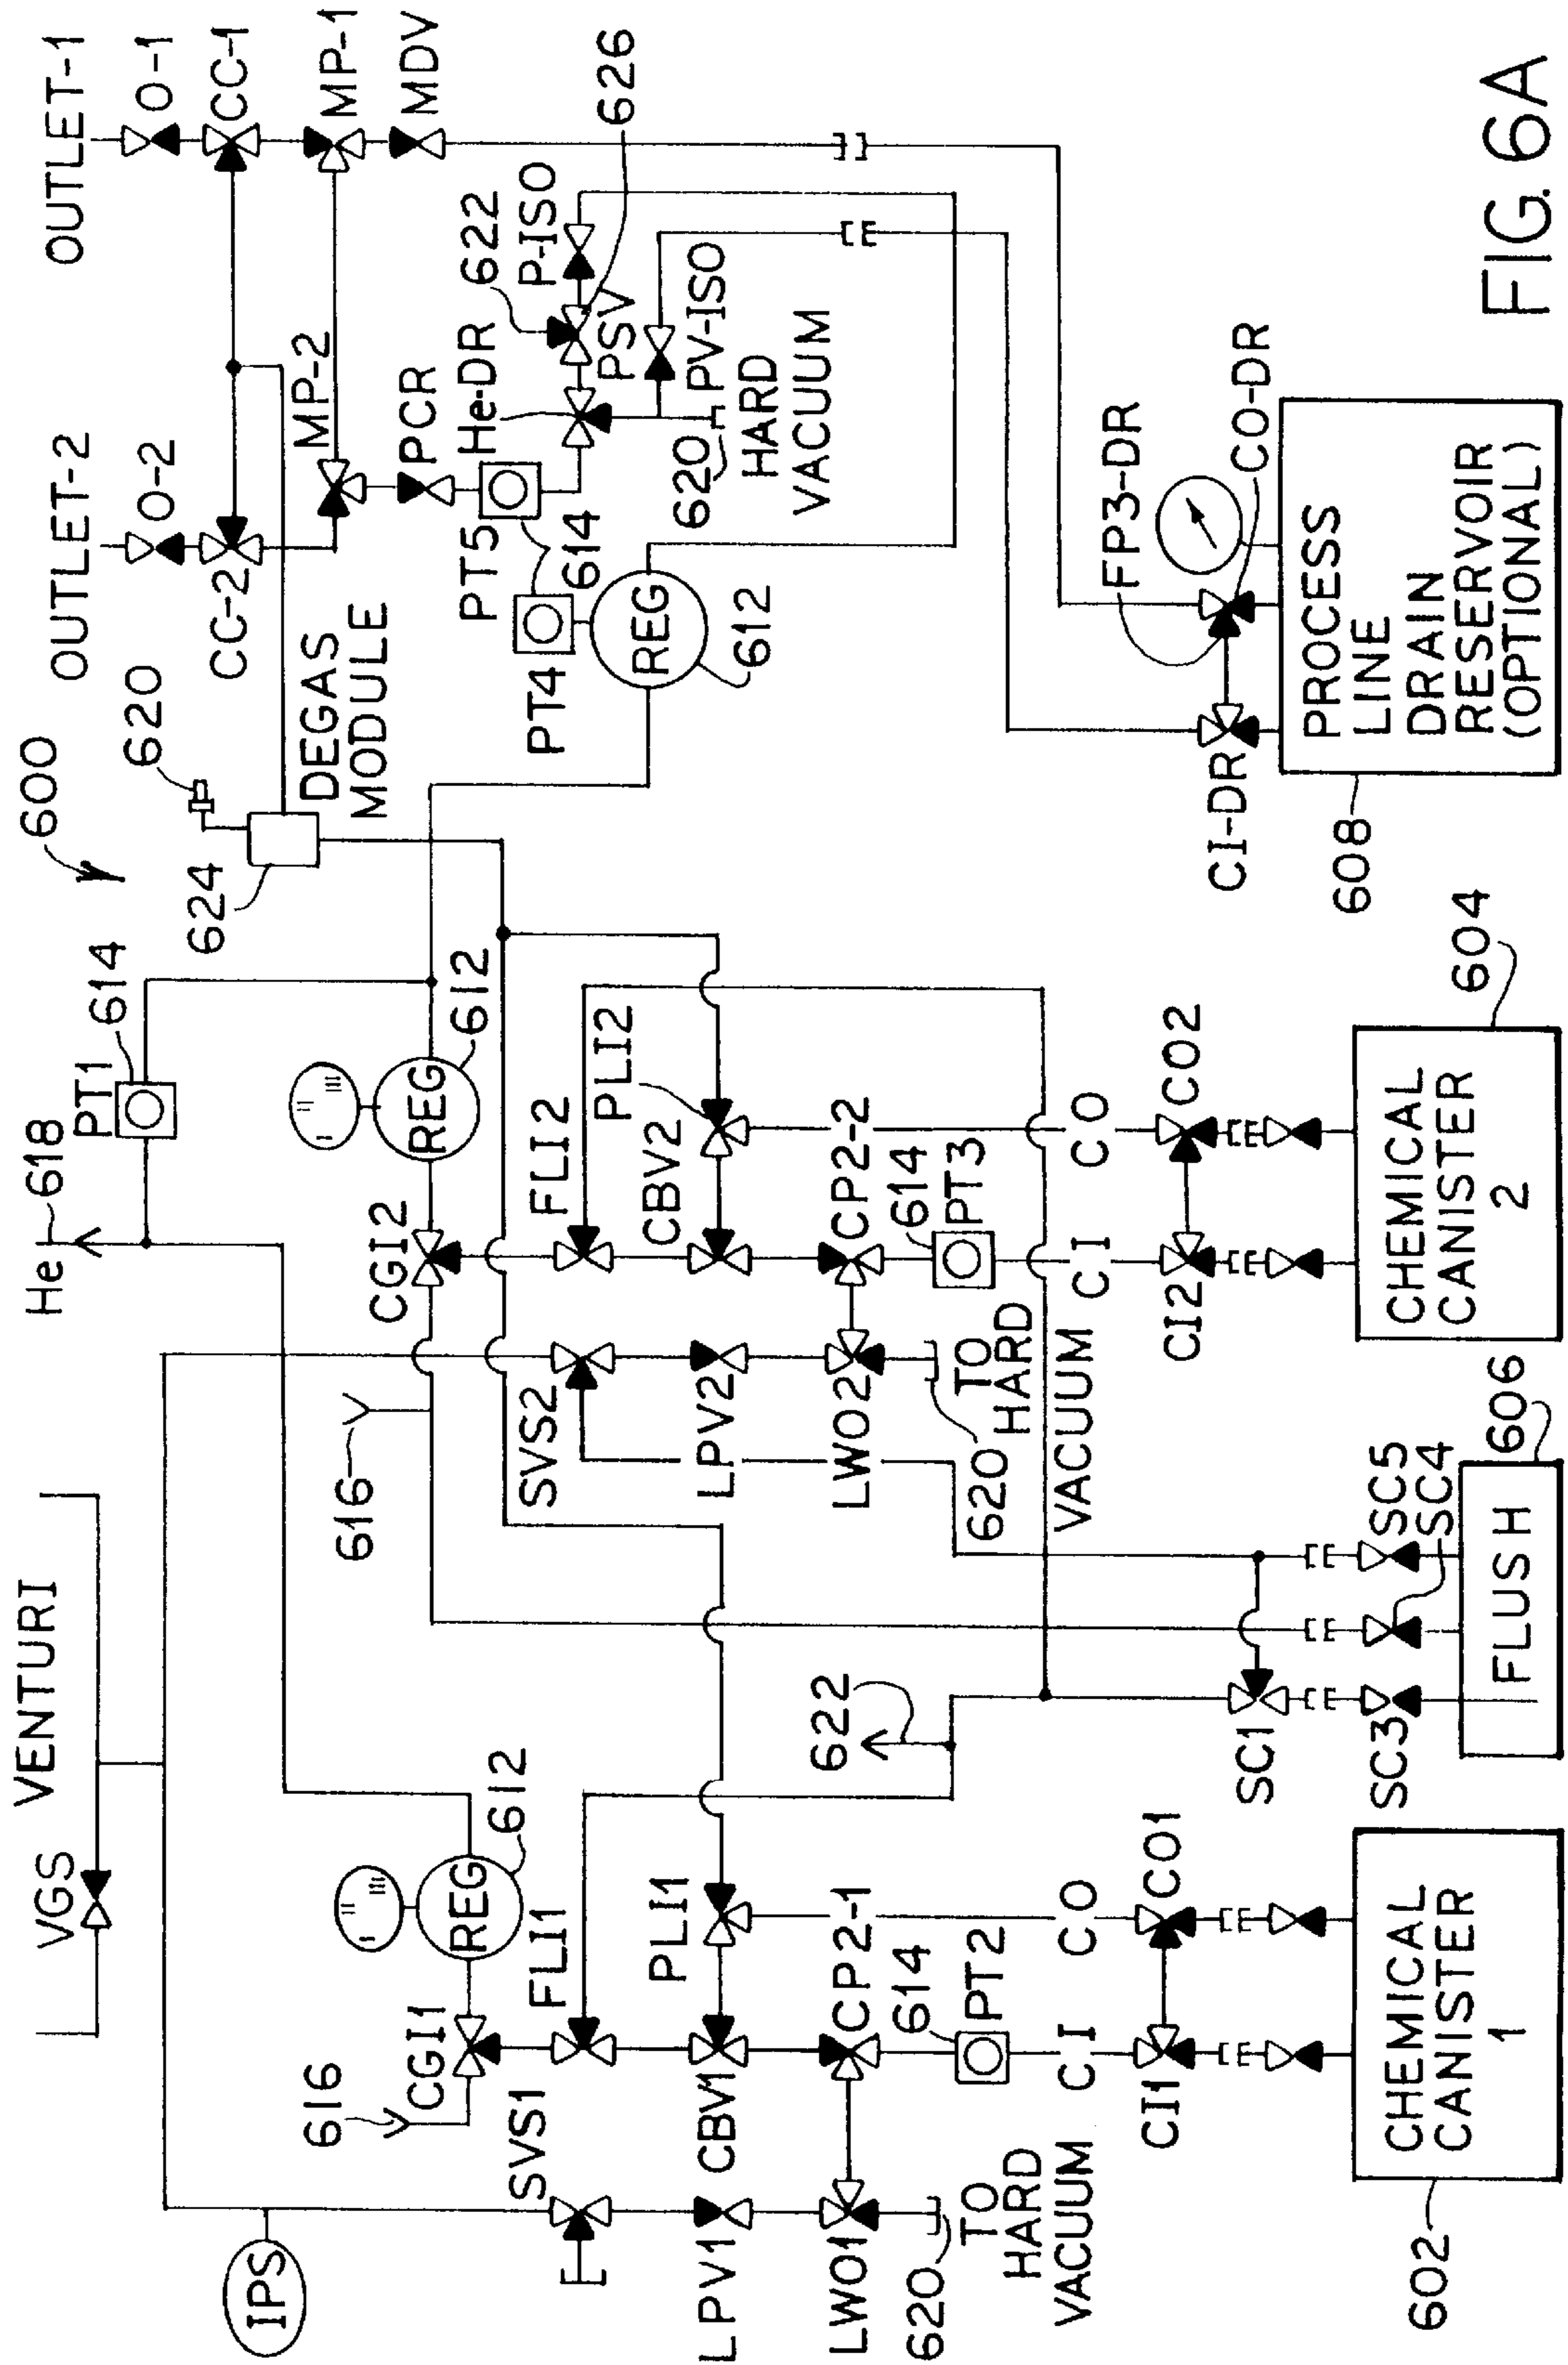 FIG. 6A
600
VENTURI
VGS
IPS
He
618
PT1
614
620
624
DEGAS
MODULE
OUTLET-2
O-2
CC-2
OUTLET-1
O-1
CC-1
MP-1
MDV
MP-2
PCR
He-DR
622
P-ISO
626
PSV
PV-ISO
620
HARD
VACUUM
PT5
614
PT4
REG
612
616
CGI1
REG
612
FLI1
SVS1
LPV1
CBV1
PLI1
CP2-1
LWO1
620
TO
HARD
VACUUM
614
PT2
CI
CO
CI1
CO1
CHEMICAL
CANISTER
1
602
616
CGI2
REG
612
FLI2
SVS2
LPV2
CBV2
PLI2
CP2-2
LWO2
620
TO
HARD
VACUUM
614
PT3
CI
CO
CI2
CO2
CHEMICAL
CANISTER
2
604
622
SC1
SC3
SC5
SC4
606
FLUSH
FP3-DR
CI-DR
CO-DR
PROCESS
LINE
DRAIN
RESERVOIR
(OPTIONAL)
608